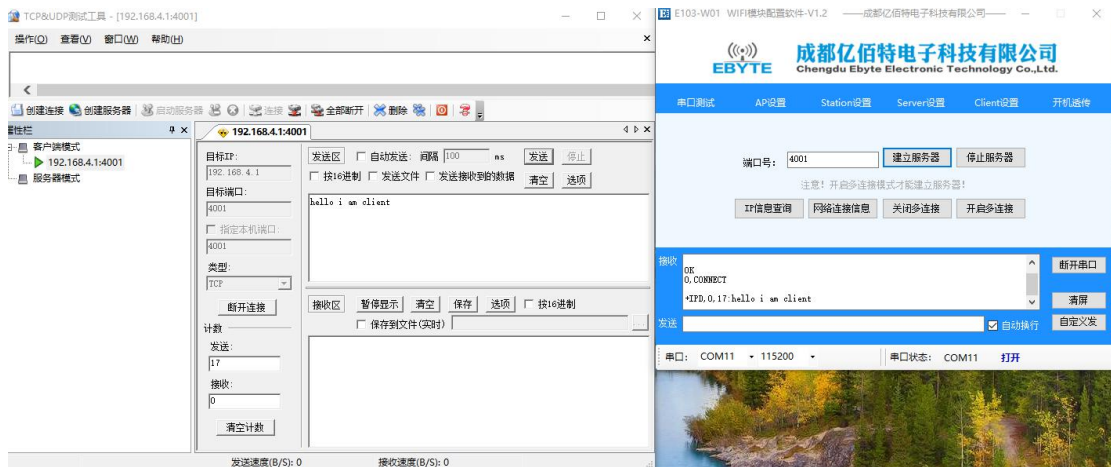 TCP&UDP测试工具 - [192.168.4.1:4001]
操作(O) 查看(V) 窗口(W) 帮助(H)
创建连接 创建服务器 启动服务器 连接 全部断开 删除
属性栏
客户端模式
192.168.4.1:4001
服务器模式
192.168.4.1:4001
目标IP:
192.168.4.1
目标端口:
4001
指定本机端口:
4001
类型:
TCP
断开连接
计数
发送:
17
接收:
0
清空计数
发送区 自动发送: 间隔 100 ms 发送 停止
按16进制 发送文件 发送接收到的数据 清空 选项
hello i am client
接收区 暂停显示 清空 保存 选项 按16进制
保存到文件(实时)
发送速度(B/S): 0 接收速度(B/S): 0
E103-W01 WIFI模块配置软件-V1.2 ——成都亿佰特电子科技有限公司——
EBYTE
成都亿佰特电子科技有限公司
Chengdu Ebyte Electronic Technology Co.,Ltd.
串口测试 AP设置 Station设置 Server设置 Client设置 开机透传
端口号: 4001 建立服务器 停止服务器
注意! 开启多连接模式才能建立服务器!
IP信息查询 网络连接信息 关闭多连接 开启多连接
接收
OK
0,CONNECT
+IPD,0,17:hello i am client
断开串口
清屏
发送 自动换行 自定义发
串口: COM11 115200 串口状态: COM11 打开